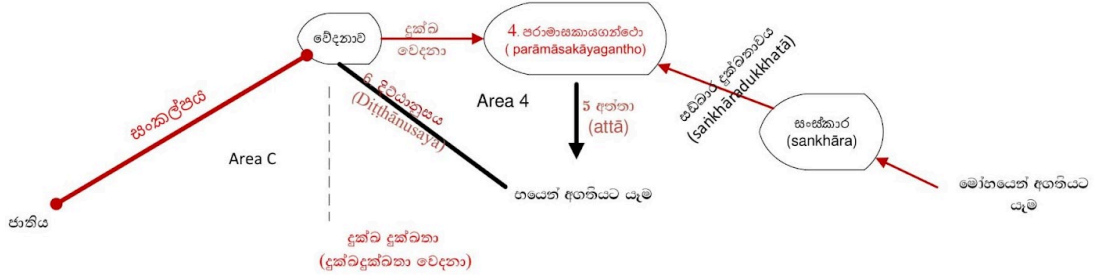 දුක්ඛ
වෙදනා
වේදනාව
4. පරාමාසකායගන්ථො
( parāmāsakāyagantho)
සංකල්පය
6. දිට්ඨානුසය
(Diṭṭhānusaya)
Area 4
5 අත්තා
(attā)
සඞ්ඛාර දුක්ඛතාවය
(saṅkhāradukkhatā)
සංස්කාර
(sankhāra)
Area C
භයෙන් අගතියට යෑම
මෝහයෙන් අගතියට
යෑම
ජාතිය
දුක්ඛ දුක්ඛතා
(දුක්ඛදුක්ඛතා වෙදනා)